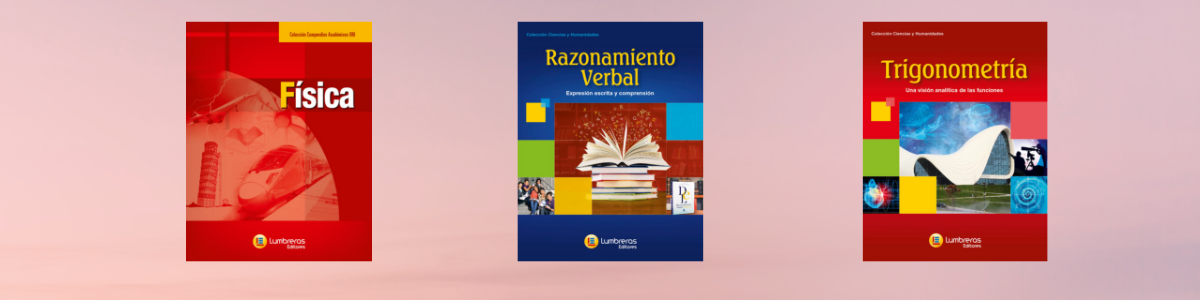 Colección Compendios Académicos UNI
Física
Lumbreras
Editores
Colección Ciencias y Humanidades
Razonamiento
Verbal
Expresión escrita y comprensión
Lumbreras
Editores
Colección Ciencias y Humanidades
Trigonometría
Una visión analítica de las funciones
Lumbreras
Editores